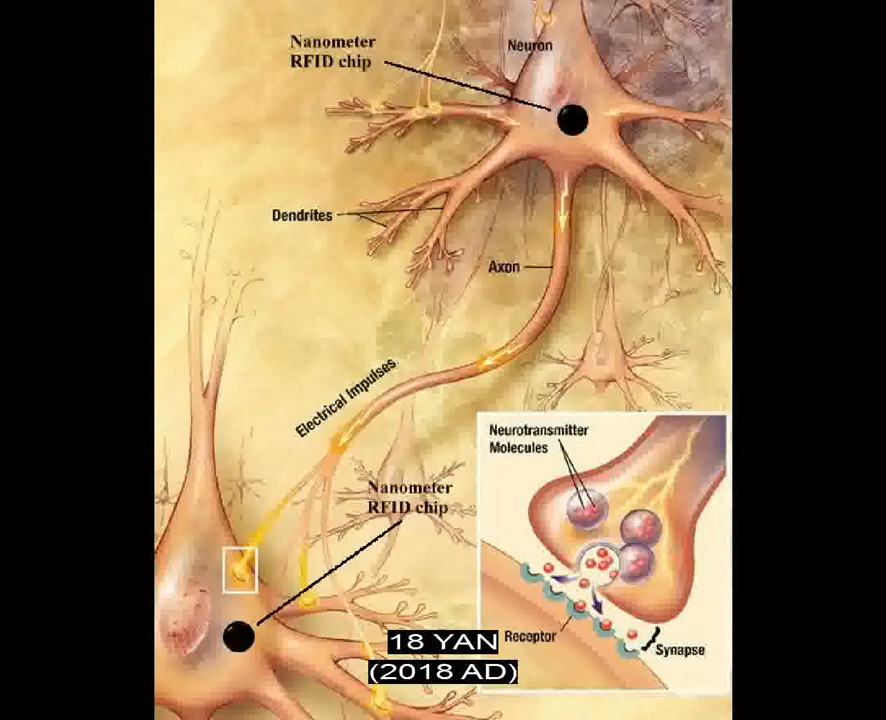 Nanometer
RFID chip
Neuron
Dendrites
Axon
Electrical Impulses
Neurotransmitter
Molecules
Nanometer
RFID chip
Receptor
Synapse
18 YAN
(2018 AD)